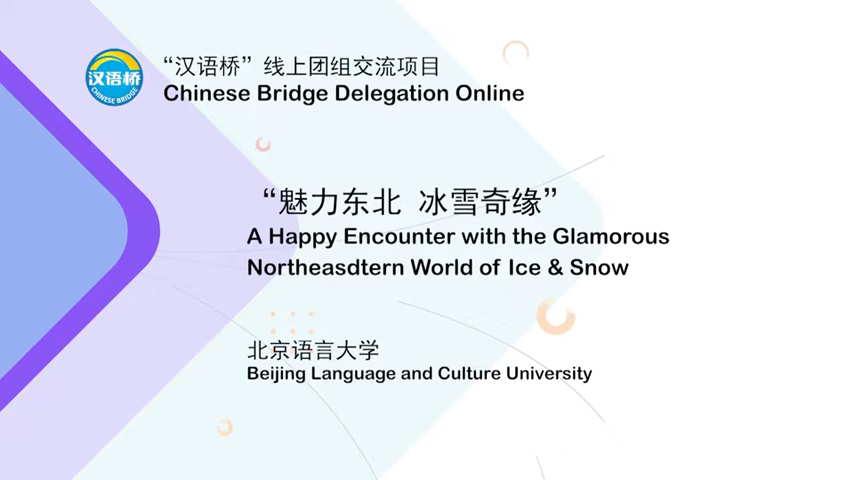 汉语桥
CHINESE BRIDGE
“汉语桥”线上团组交流项目
Chinese Bridge Delegation Online
“魅力东北 冰雪奇缘”
A Happy Encounter with the Glamorous
Northeasdtern World of Ice & Snow
北京语言大学
Beijing Language and Culture University